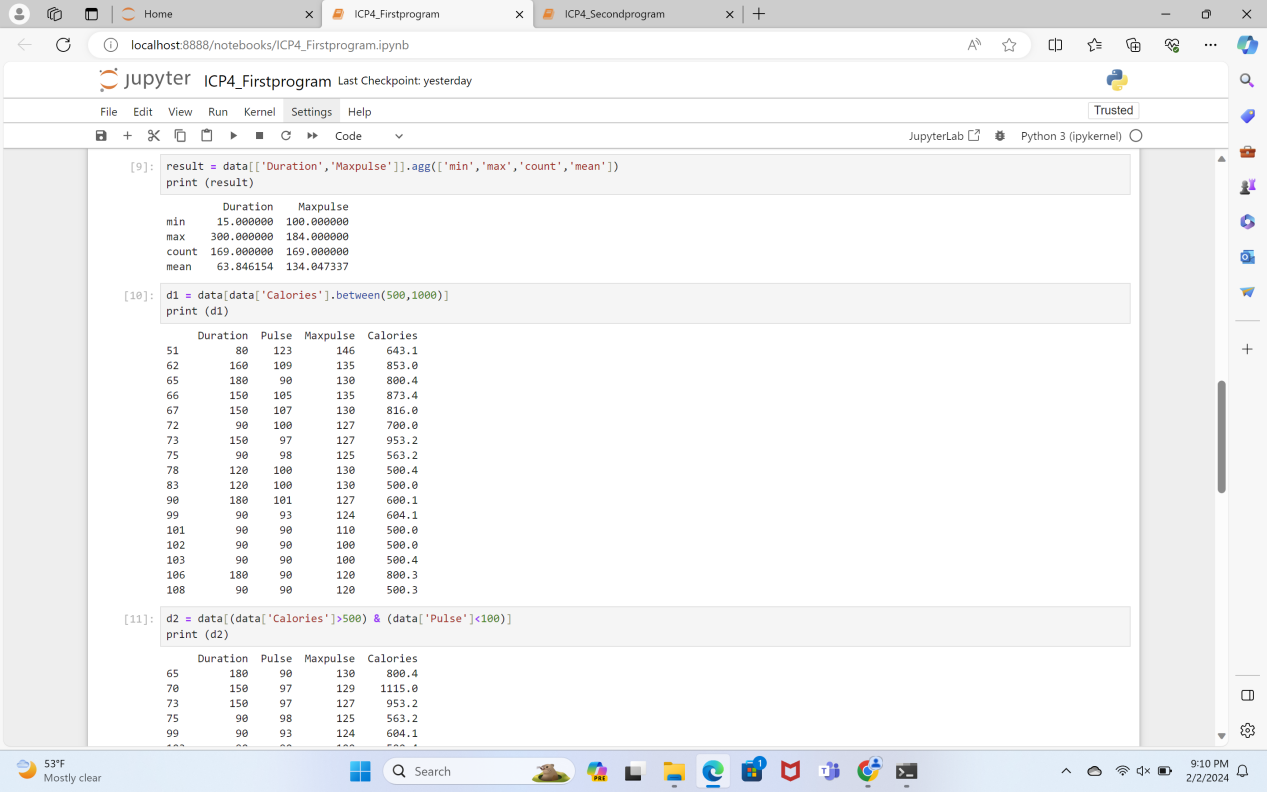 Home
ICP4_Firstprogram
ICP4_Secondprogram
localhost:8888/notebooks/ICP4_Firstprogram.ipynb
jupyter ICP4_Firstprogram Last Checkpoint: yesterday
File Edit View Run Kernel Settings Help
Trusted
Code
JupyterLab
Python 3 (ipykernel)
[9]: result = data[['Duration','Maxpulse']].agg(['min','max','count','mean'])
print (result)
Duration Maxpulse
min 15.000000 100.000000
max 300.000000 184.000000
count 169.000000 169.000000
mean 63.846154 134.047337
[10]: d1 = data[data['Calories'].between(500,1000)]
print (d1)
Duration Pulse Maxpulse Calories
51 80 123 146 643.1
62 160 109 135 853.0
65 180 90 130 800.4
66 150 105 135 873.4
67 150 107 130 816.0
72 90 100 127 700.0
73 150 97 127 953.2
75 90 98 125 563.2
78 120 100 130 500.4
83 120 100 130 500.0
90 180 101 127 600.1
99 90 93 124 604.1
101 90 90 110 500.0
102 90 90 100 500.0
103 90 90 100 500.4
106 180 90 120 800.3
108 90 90 120 500.3
[11]: d2 = data[(data['Calories']>500) & (data['Pulse']<100)]
print (d2)
Duration Pulse Maxpulse Calories
65 180 90 130 800.4
70 150 97 129 1115.0
73 150 97 127 953.2
75 90 98 125 563.2
99 90 93 124 604.1
53°F
Mostly clear
Search
PRE
1
9:10 PM
2/2/2024